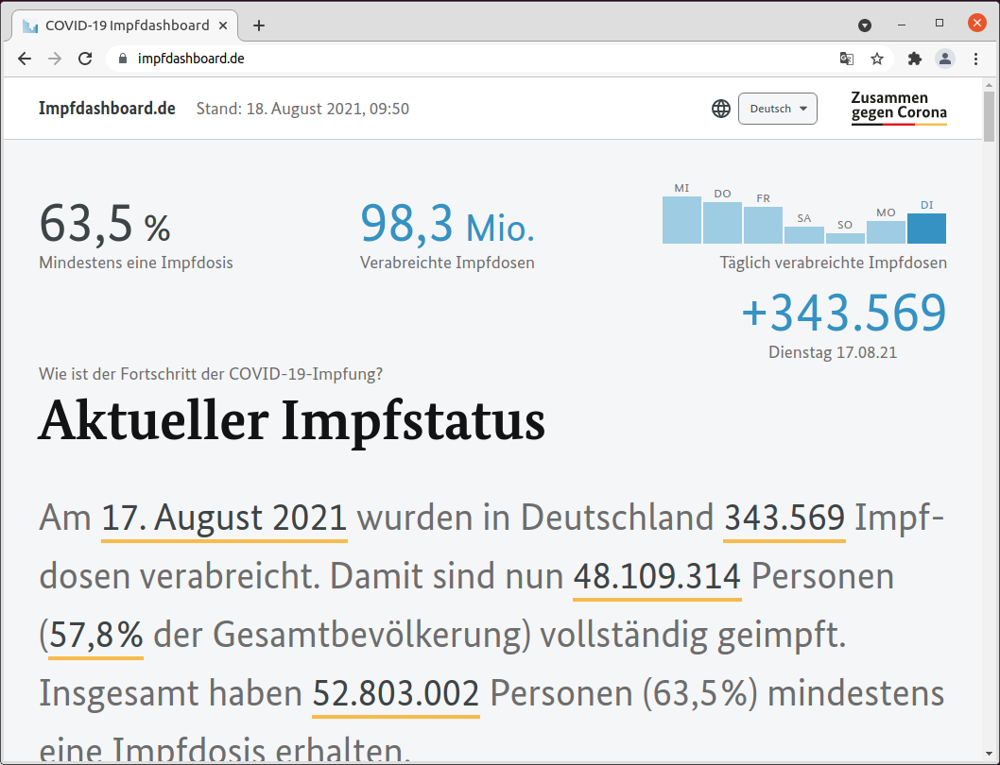 COVID-19 Impfdashboard
impfdashboard.de
Impfdashboard.de Stand: 18. August 2021, 09:50
Deutsch
Zusammen
gegen Corona
63,5 %
Mindestens eine Impfdosis
98,3 Mio.
Verabreichte Impfdosen
MI DO FR SA SO MO DI
Täglich verabreichte Impfdosen
+343.569
Dienstag 17.08.21
Wie ist der Fortschritt der COVID-19-Impfung?
Aktueller Impfstatus
Am 17. August 2021 wurden in Deutschland 343.569 Impf-
dosen verabreicht. Damit sind nun 48.109.314 Personen
(57,8% der Gesamtbevölkerung) vollständig geimpft.
Insgesamt haben 52.803.002 Personen (63,5%) mindestens
eine Impfdosis erhalten.